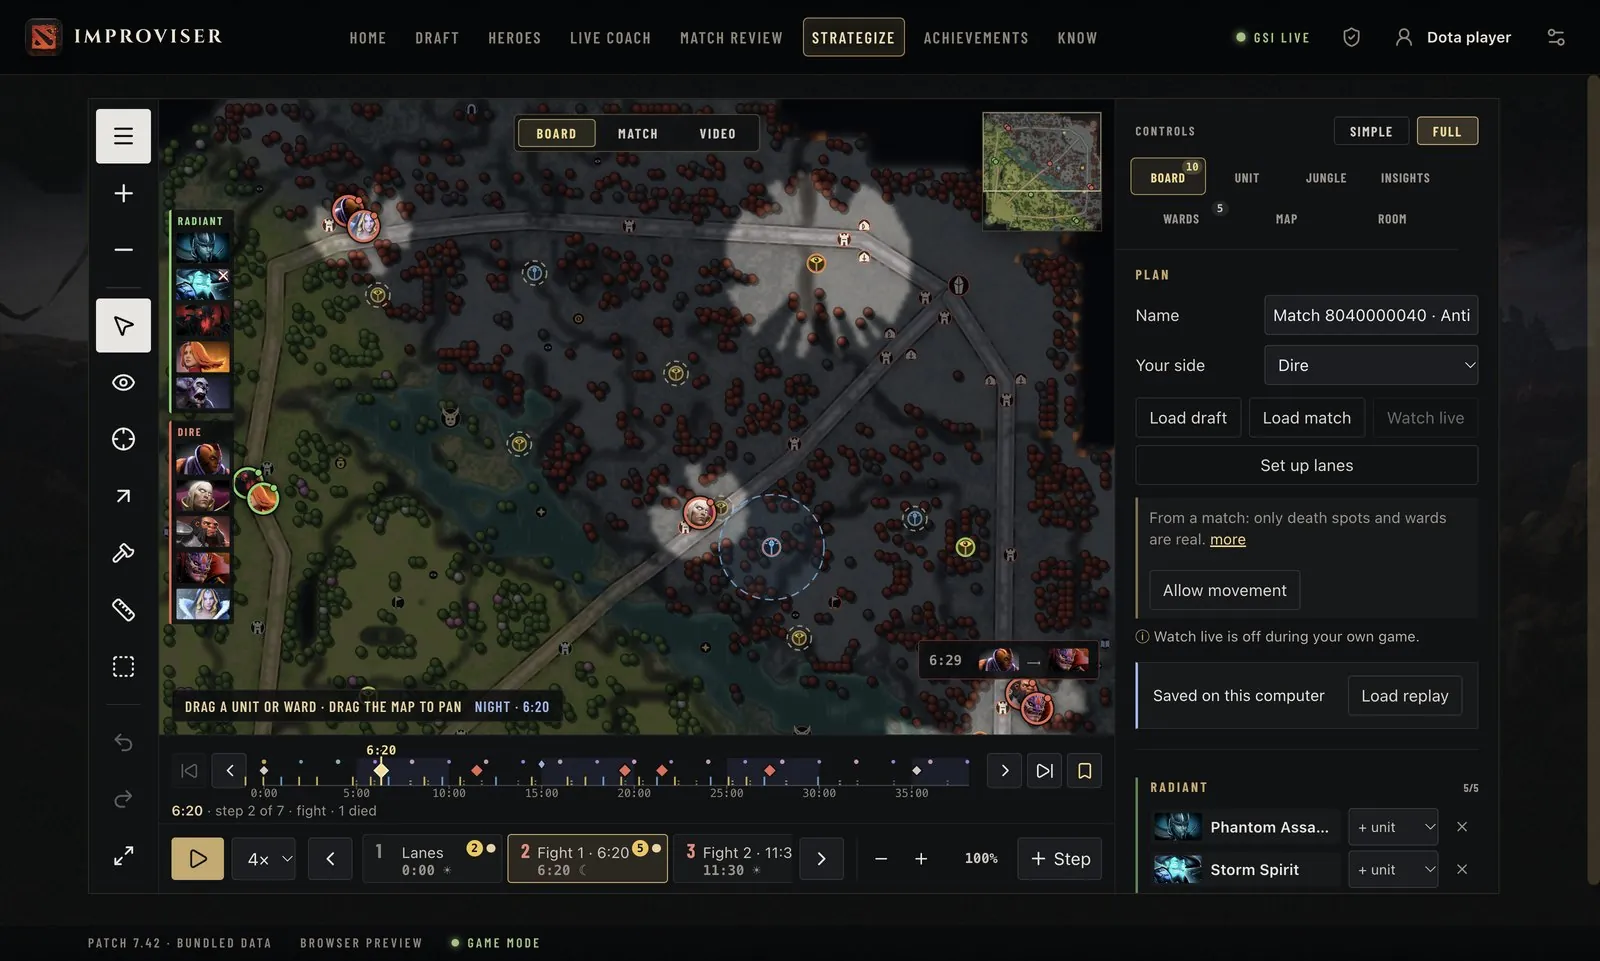 IMPROVISER
HOME DRAFT HEROES LIVE COACH MATCH REVIEW STRATEGIZE ACHIEVEMENTS KNOW
GSI LIVE
Dota player
BOARD MATCH VIDEO
RADIANT
DIRE
6:29
DRAG A UNIT OR WARD · DRAG THE MAP TO PAN NIGHT · 6:20
6:20
0:00 5:00 10:00 15:00 20:00 25:00 30:00 35:00
6:20 · step 2 of 7 · fight · 1 died
4×
1 Lanes 2
0:00
2 Fight 1 · 6:20 5
6:20
3 Fight 2 · 11:3
11:30
100%
+ Step
CONTROLS
SIMPLE FULL
BOARD 10 UNIT JUNGLE INSIGHTS
WARDS 5 MAP ROOM
PLAN
Name Match 8040000040 · Anti
Your side Dire
Load draft Load match Watch live
Set up lanes
From a match: only death spots and wards
are real. more
Allow movement
Watch live is off during your own game.
Saved on this computer Load replay
RADIANT 5/5
Phantom Assa... + unit
Storm Spirit + unit
PATCH 7.42 · BUNDLED DATA BROWSER PREVIEW GAME MODE